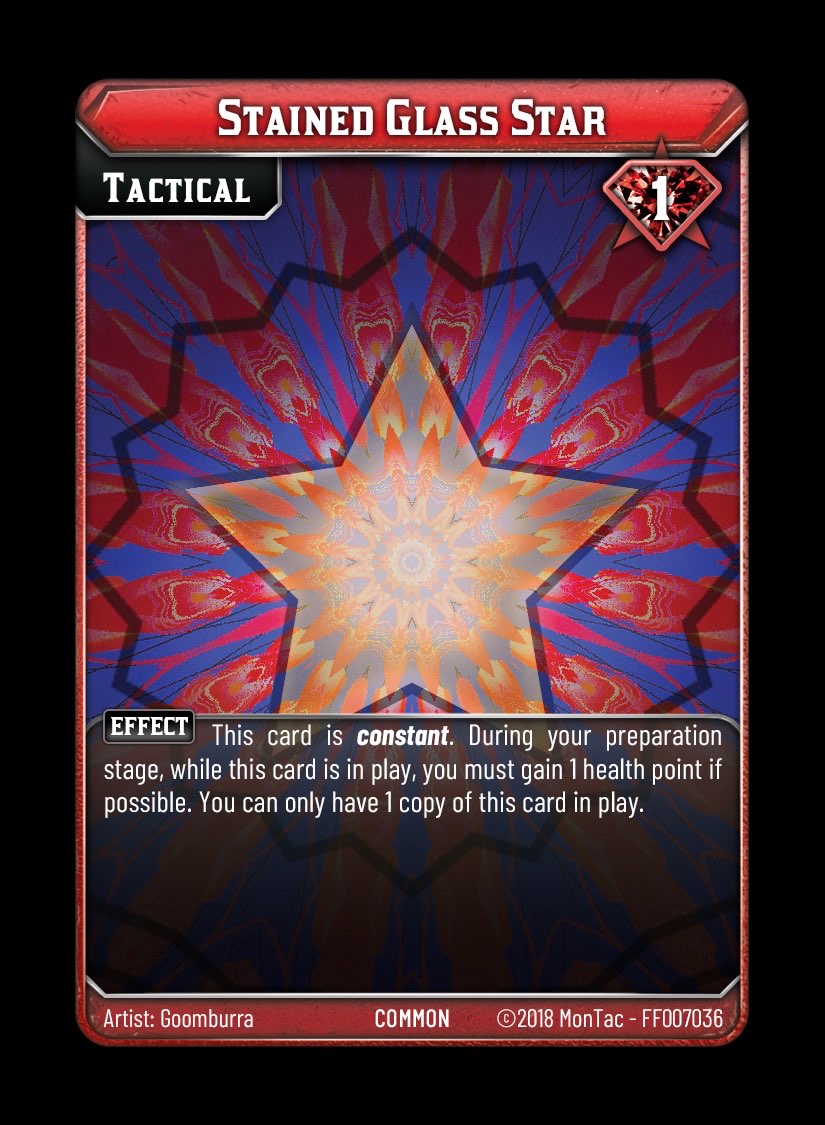 Stained Glass Star
Tactical
1
EFFECT This card is constant. During your preparation
stage, while this card is in play, you must gain 1 health point if
possible. You can only have 1 copy of this card in play.
Artist: Goomburra COMMON ©2018 MonTac - FF007036